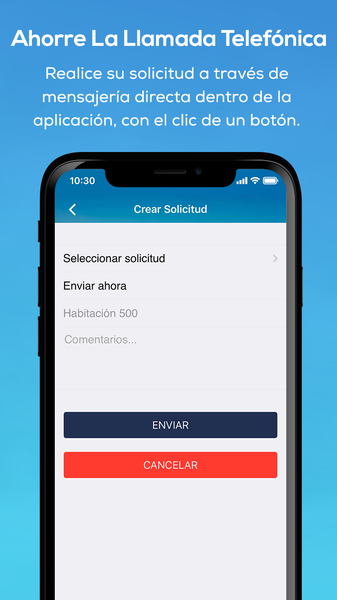 Ahorre La Llamada Telefónica
Realice su solicitud a través de
mensajería directa dentro de la
aplicación, con el clic de un botón.
10:30
Crear Solicitud
Seleccionar solicitud
Enviar ahora
Habitación 500
Comentarios...
ENVIAR
CANCELAR